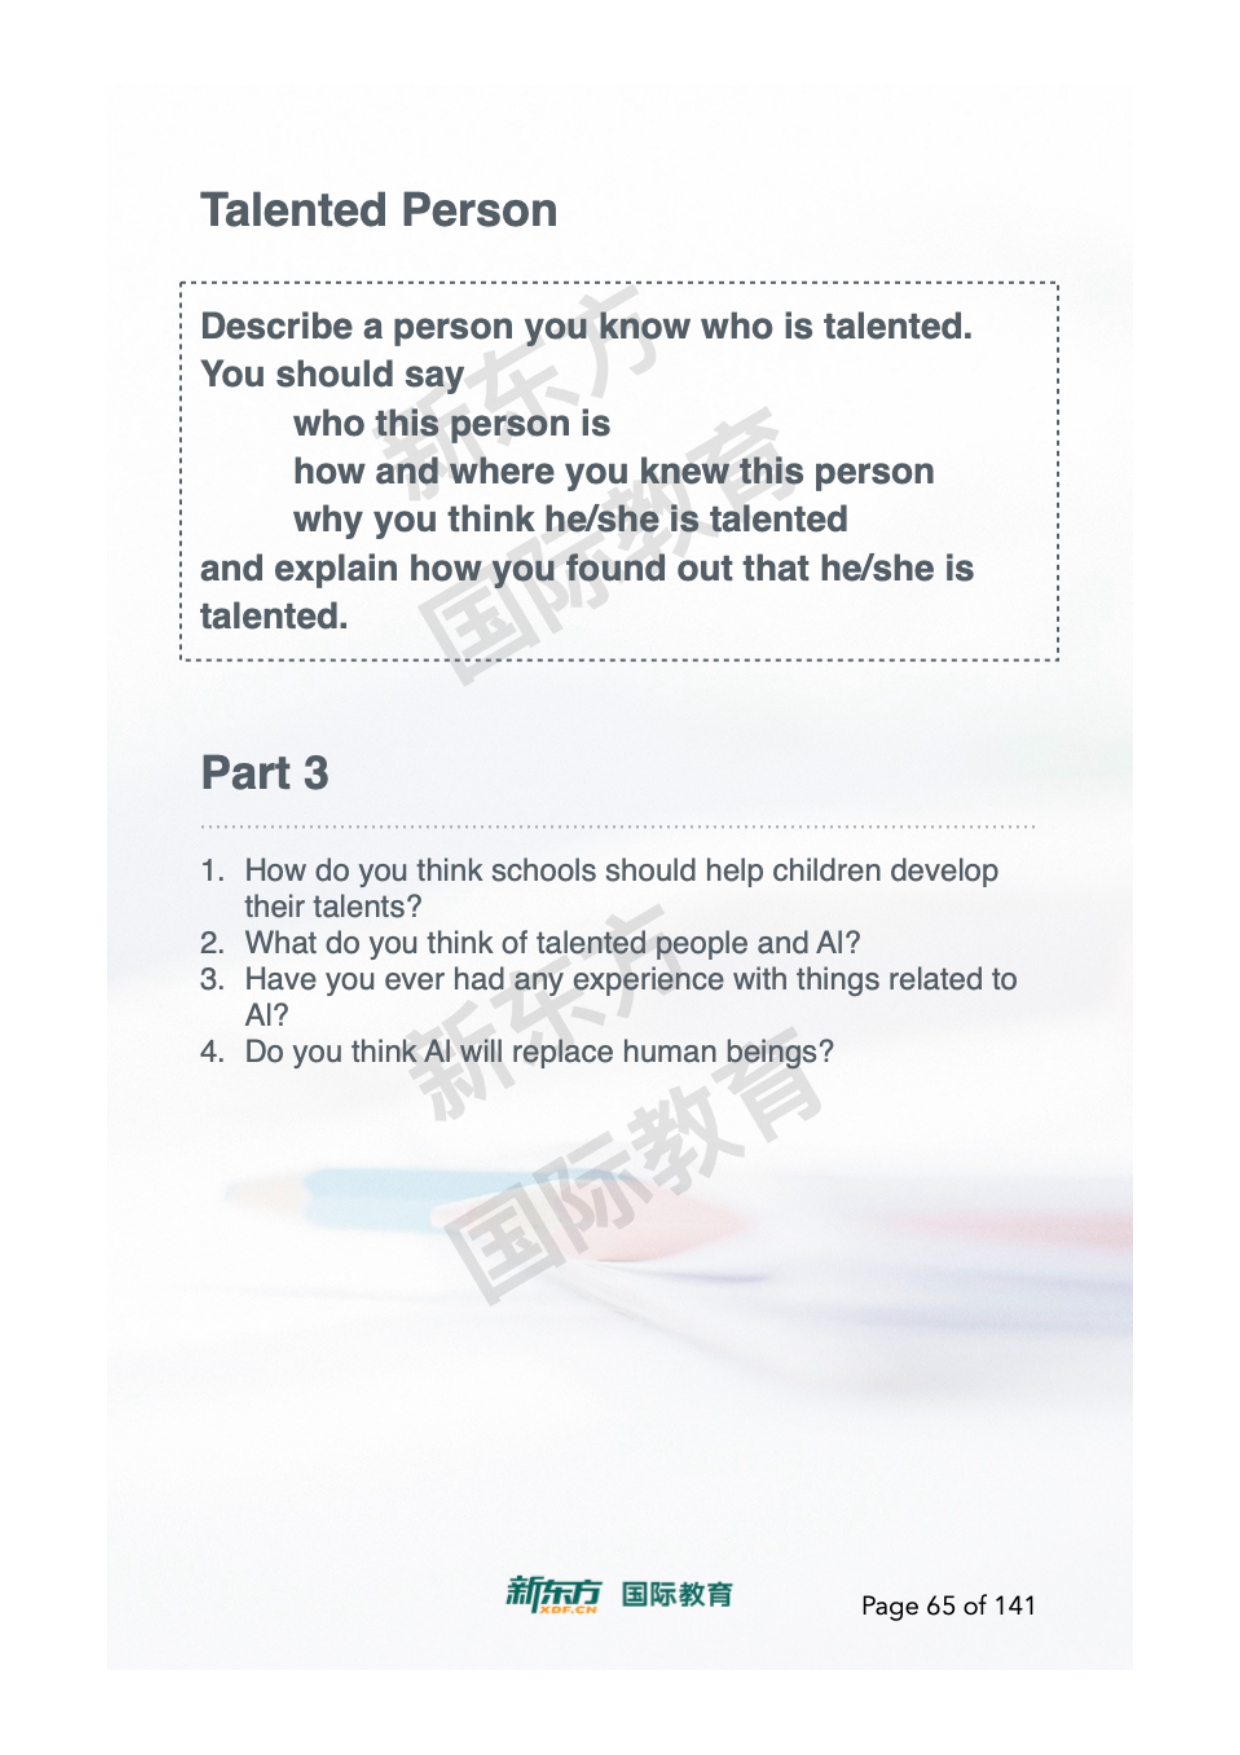 Talented Person
Describe a person you know who is talented.
You should say
who this person is
how and where you knew this person
why you think he/she is talented
and explain how you found out that he/she is
talented.
新东方
国际教育
Part 3
1. How do you think schools should help children develop
their talents?
2. What do you think of talented people and AI?
3. Have you ever had any experience with things related to
AI?
4. Do you think AI will replace human beings?
新东方
国际教育
新东方 国际教育
XDF.CN
Page 65 of 141